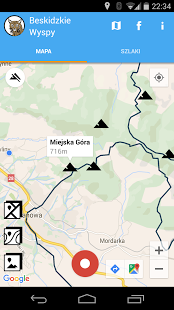 22:34
Beskidzkie
Wyspy
MAPA
SZLAKI
Miejska Góra
716m
Mordarka
Google